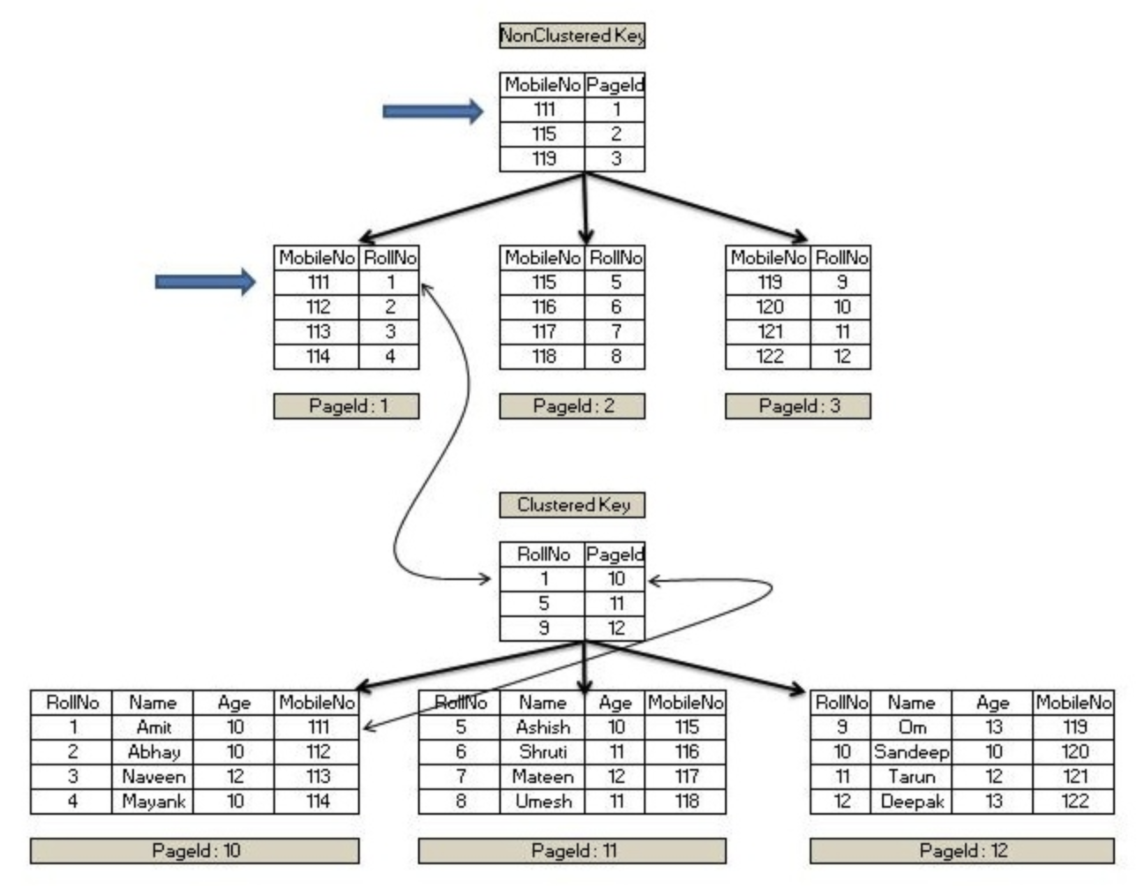 NonClustered Key
MobileNo PageId
111 1
115 2
119 3
MobileNo RollNo
111 1
112 2
113 3
114 4
PageId : 1
MobileNo RollNo
115 5
116 6
117 7
118 8
PageId : 2
MobileNo RollNo
119 9
120 10
121 11
122 12
PageId : 3
Clustered Key
RollNo PageId
1 10
5 11
9 12
RollNo Name Age MobileNo
1 Amit 10 111
2 Abhay 10 112
3 Naveen 12 113
4 Mayank 10 114
PageId : 10
RollNo Name Age MobileNo
5 Ashish 10 115
6 Shruti 11 116
7 Mateen 12 117
8 Umesh 11 118
PageId : 11
RollNo Name Age MobileNo
9 Om 13 119
10 Sandeep 10 120
11 Tarun 12 121
12 Deepak 13 122
PageId : 12